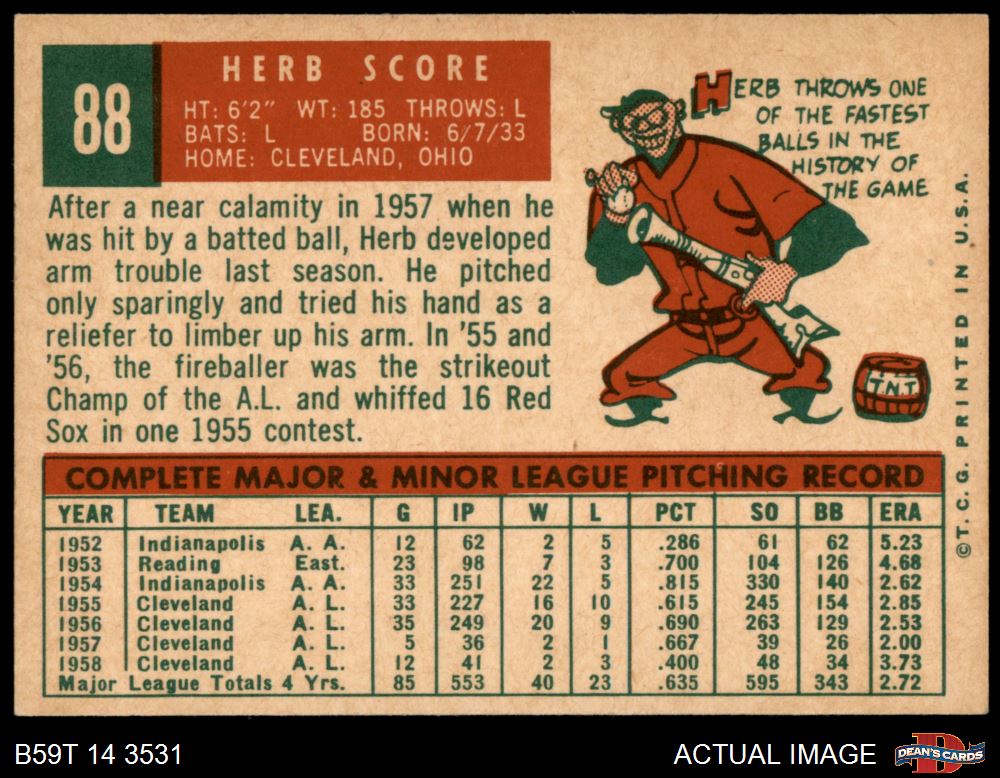 88
HERB SCORE
HT: 6'2" WT: 185 THROWS: L
BATS: L BORN: 6/7/33
HOME: CLEVELAND, OHIO
HERB THROWS ONE
OF THE FASTEST
BALLS IN THE
HISTORY OF
THE GAME
TNT
After a near calamity in 1957 when he
was hit by a batted ball, Herb developed
arm trouble last season. He pitched
only sparingly and tried his hand as a
reliefer to limber up his arm. In '55 and
'56, the fireballer was the strikeout
Champ of the A.L. and whiffed 16 Red
Sox in one 1955 contest.
COMPLETE MAJOR & MINOR LEAGUE PITCHING RECORD
YEAR TEAM LEA. G IP W L PCT SO BB ERA
1952 Indianapolis A. A. 12 62 2 5 .286 61 62 5.23
1953 Reading East. 23 98 7 3 .700 104 126 4.68
1954 Indianapolis A. A. 33 251 22 5 .815 330 140 2.62
1955 Cleveland A. L. 33 227 16 10 .615 245 154 2.85
1956 Cleveland A. L. 35 249 20 9 .690 263 129 2.53
1957 Cleveland A. L. 5 36 2 1 .667 39 26 2.00
1958 Cleveland A. L. 12 41 2 3 .400 48 34 3.73
Major League Totals 4 Yrs. 85 553 40 23 .635 595 343 2.72
©T. C. G. PRINTED IN U.S.A.
B59T 14 3531
ACTUAL IMAGE
D
DEAN'S CARDS